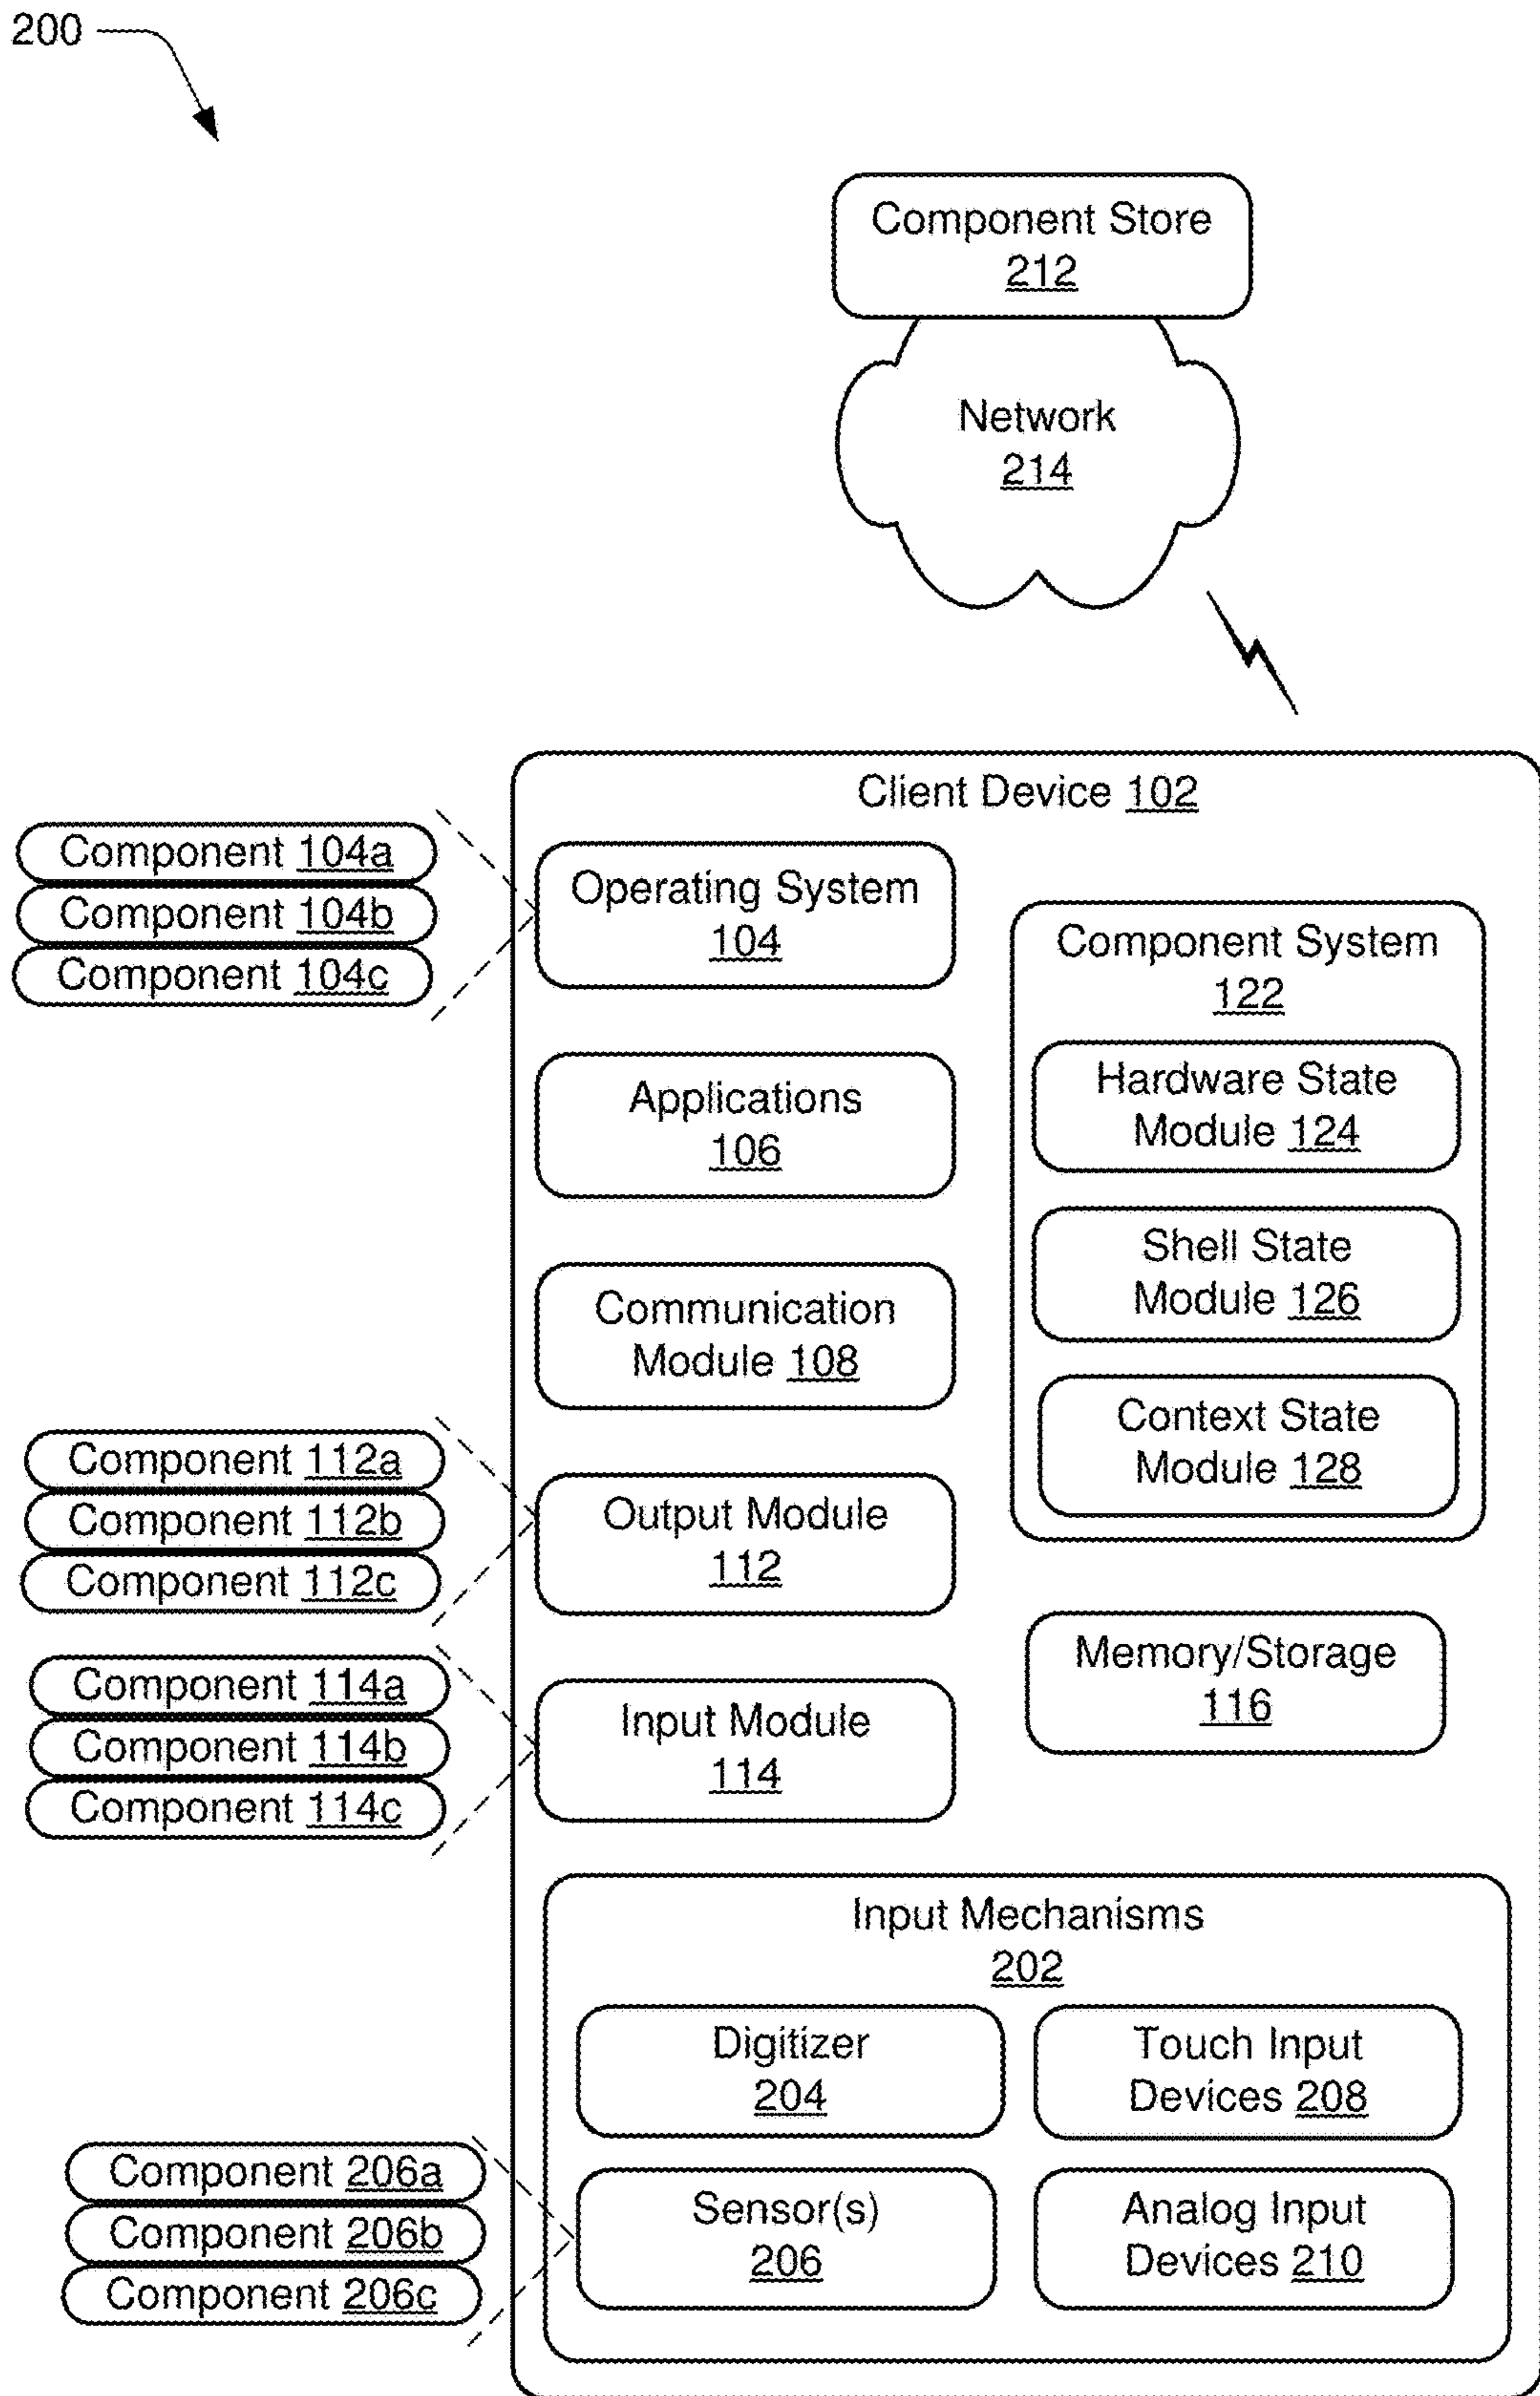 200
Component Store
212
Network
214
Client Device 102
Component 104a
Component 104b
Component 104c
Operating System
104
Applications
106
Communication
Module 108
Component 112a
Component 112b
Component 112c
Output Module
112
Component 114a
Component 114b
Component 114c
Input Module
114
Component System
122
Hardware State
Module 124
Shell State
Module 126
Context State
Module 128
Memory/Storage
116
Input Mechanisms
202
Digitizer
204
Touch Input
Devices 208
Component 206a
Component 206b
Component 206c
Sensor(s)
206
Analog Input
Devices 210